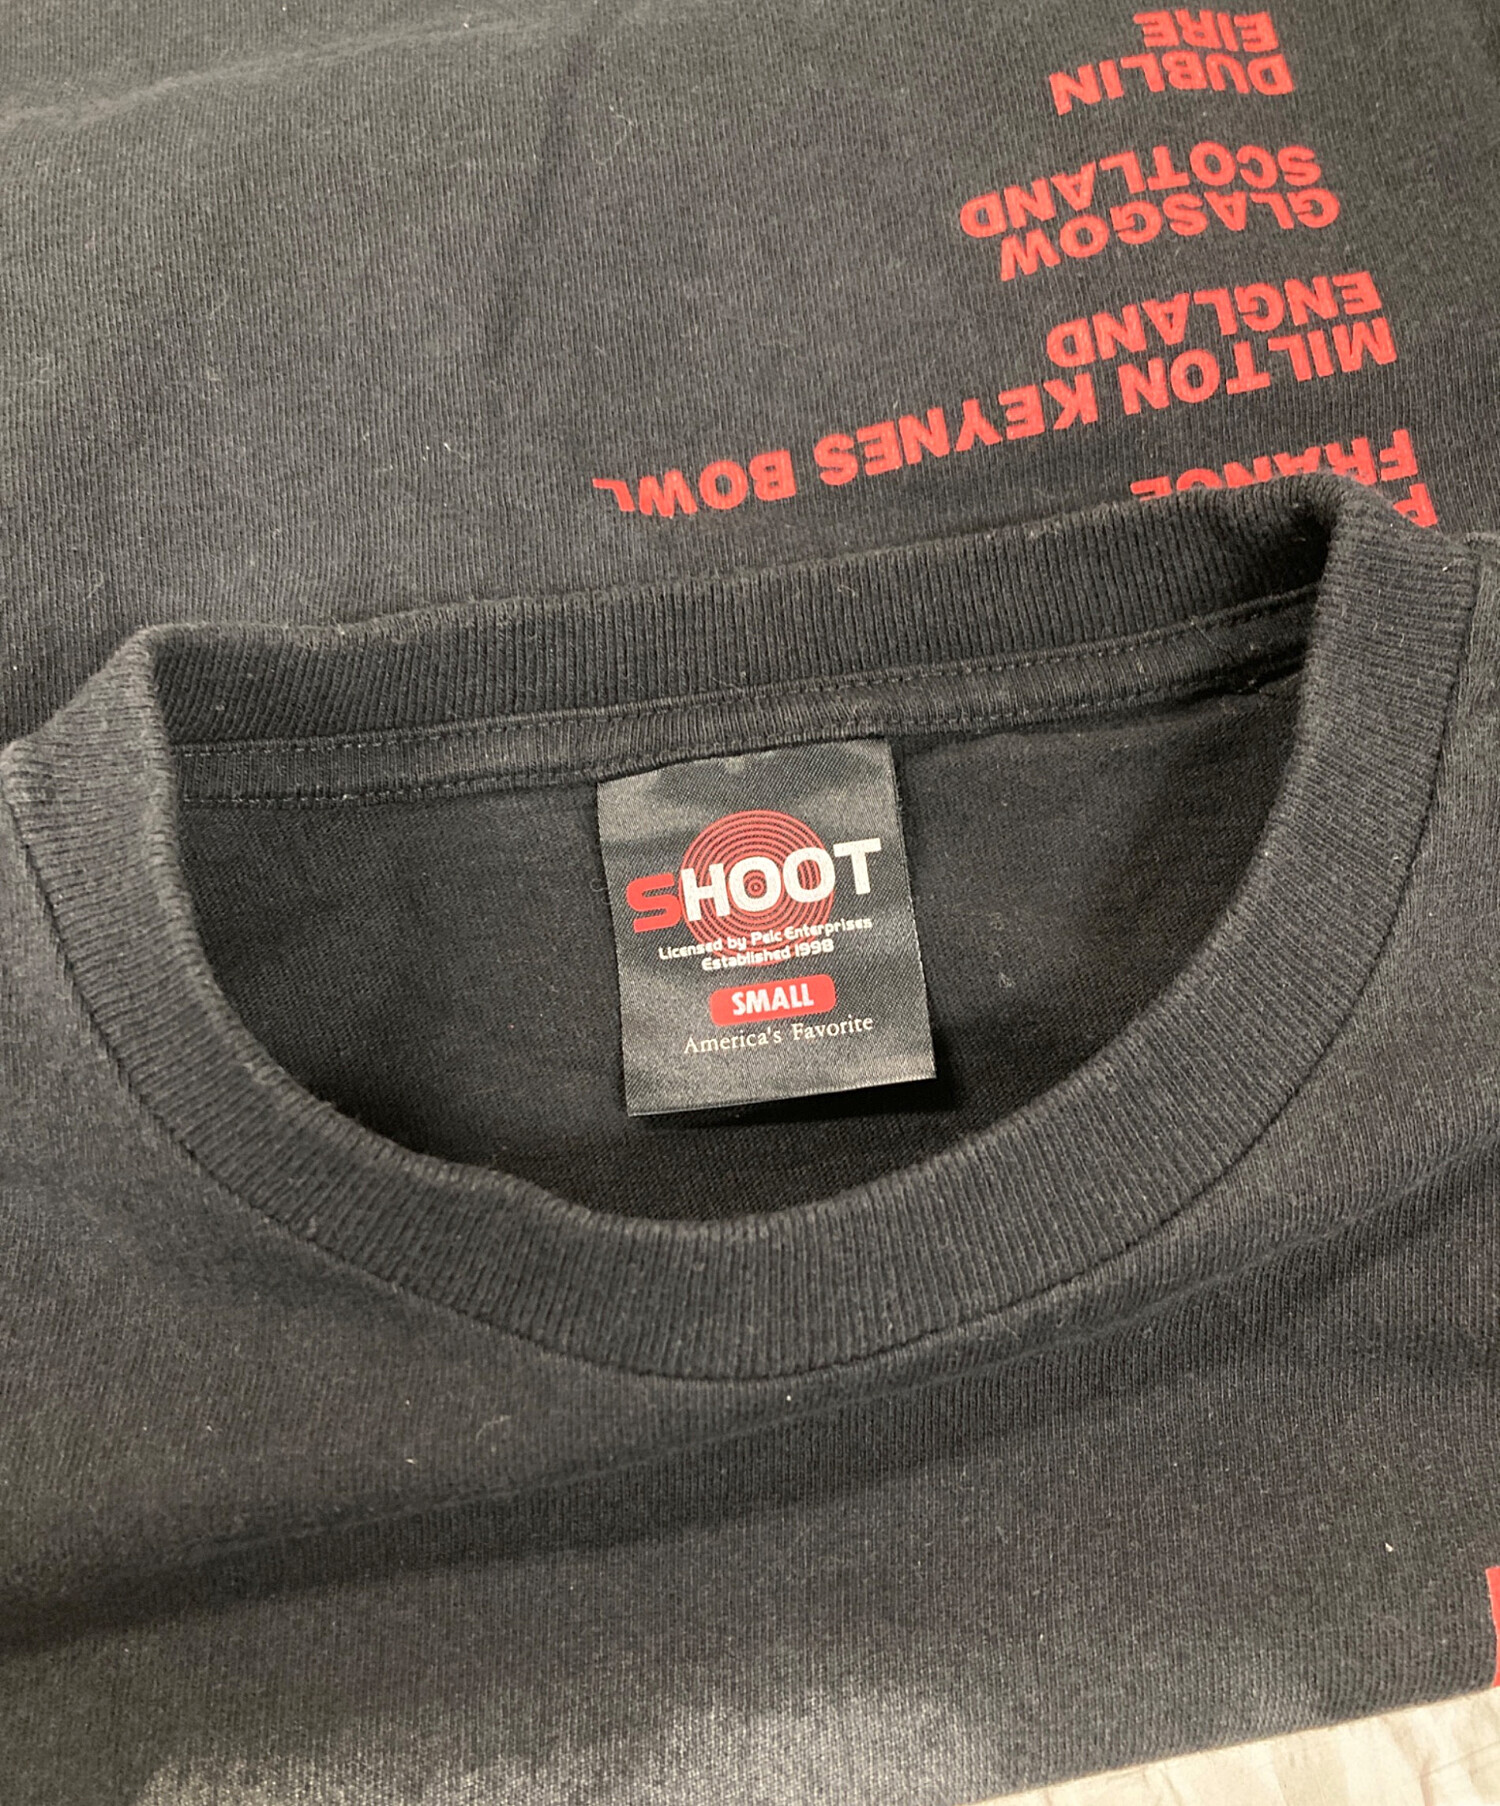 FRANCE
MILTON KEYNES BOWL
ENGLAND
GLASGOW
SCOTLAND
DUBLIN
EIRE
SHOOT
Licensed by Pelc Enterprises
Established 1998
SMALL
America's Favorite